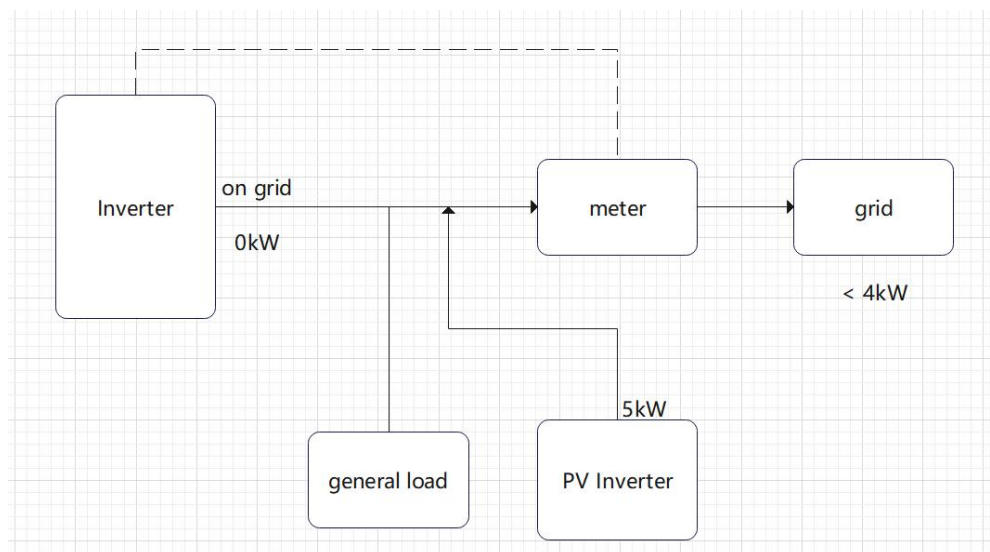 on grid
Inverter
meter
grid
0kW
< 4kW
5kW
general load
PV Inverter